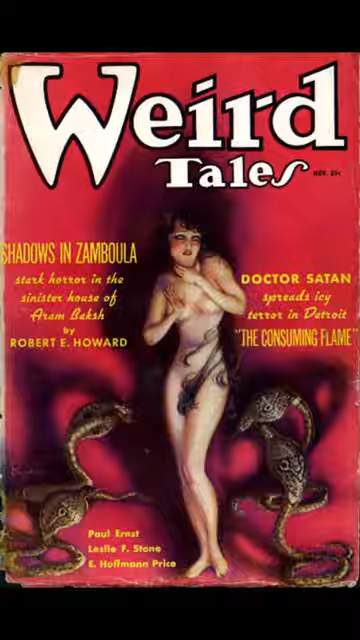 Weird
Tales
NOV. 25c
SHADOWS IN ZAMBOULA
stark horror in the
sinister house of
Aram Baksh
by
ROBERT E. HOWARD
DOCTOR SATAN
spreads icy
terror in Detroit
"THE CONSUMING FLAME"
Paul Ernst
Leslie F. Stone
E. Hoffmann Price